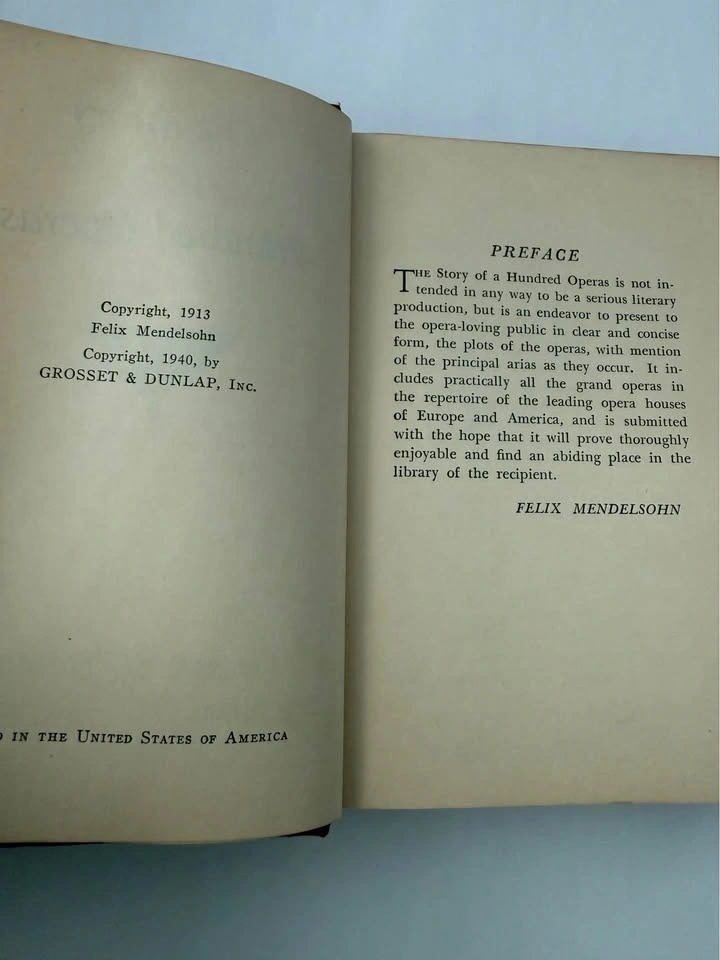 Copyright, 1913
Felix Mendelsohn
Copyright, 1940, by
GROSSET & DUNLAP, INC.
IN THE UNITED STATES OF AMERICA
PREFACE
THE Story of a Hundred Operas is not in-
tended in any way to be a serious literary
production, but is an endeavor to present to
the opera-loving public in clear and concise
form, the plots of the operas, with mention
of the principal arias as they occur. It in-
cludes practically all the grand operas in
the repertoire of the leading opera houses
of Europe and America, and is submitted
with the hope that it will prove thoroughly
enjoyable and find an abiding place in the
library of the recipient.
FELIX MENDELSOHN